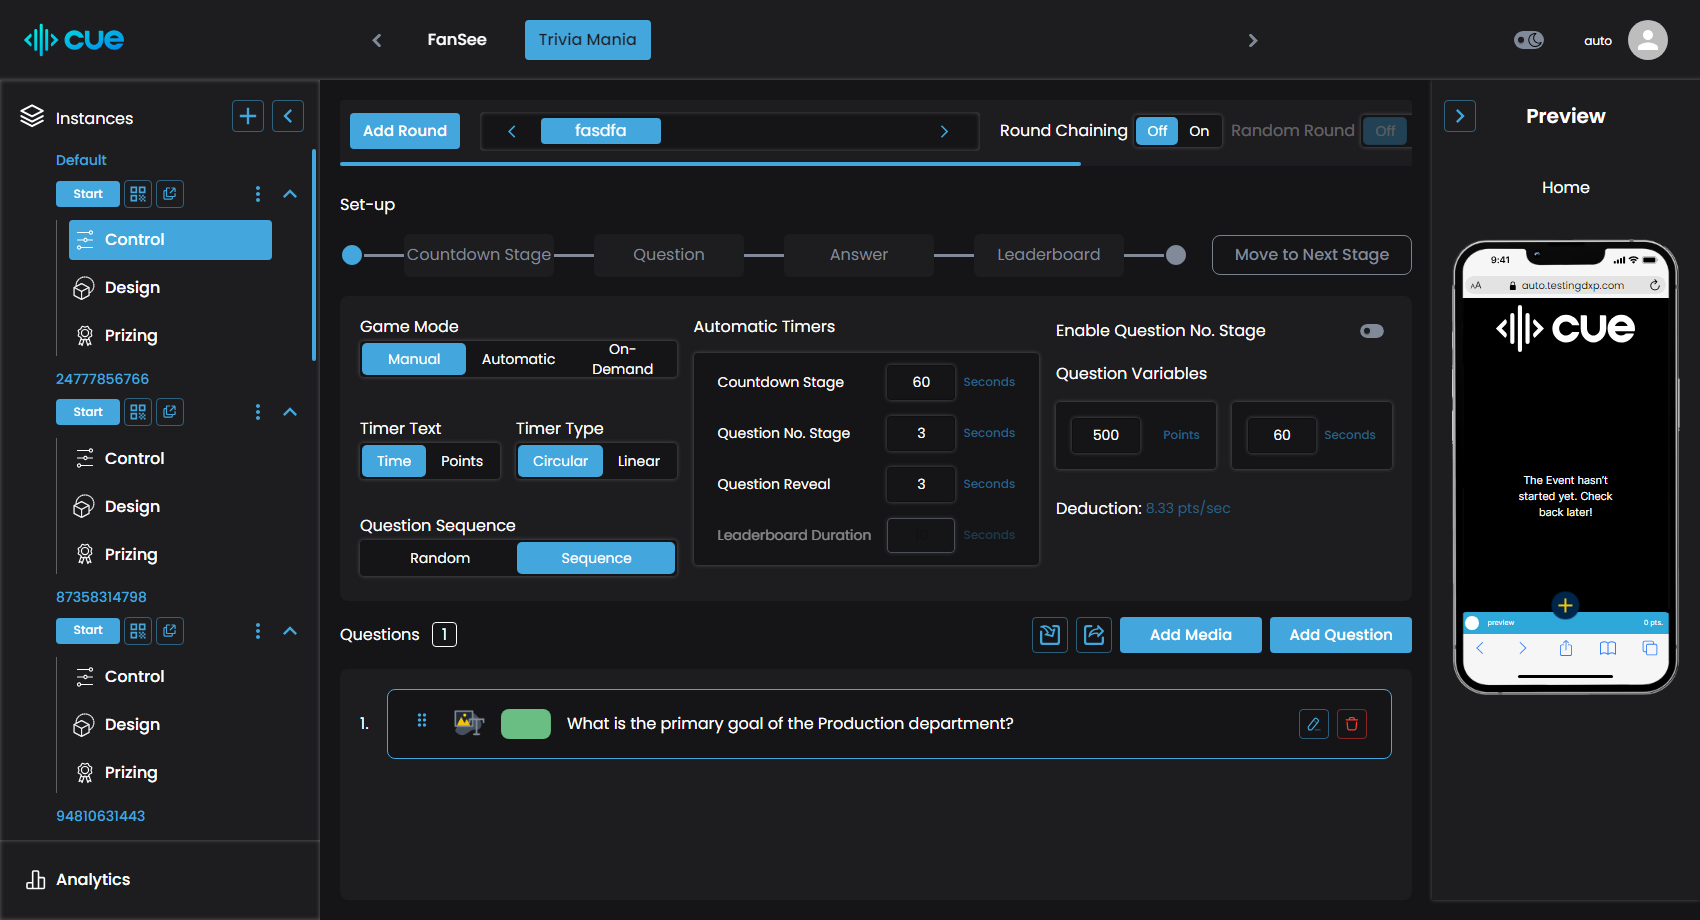 cue
FanSee
Trivia Mania
auto
Instances
Default
Start
Control
Design
Prizing
24777856766
Start
Control
Design
Prizing
87358314798
Start
Control
Design
Prizing
94810631443
Analytics
Add Round
fasdfa
Round Chaining
Off
On
Random Round
Off
Set-up
Countdown Stage
Question
Answer
Leaderboard
Move to Next Stage
Game Mode
Manual
Automatic
On-
Demand
Timer Text
Time
Points
Timer Type
Circular
Linear
Question Sequence
Random
Sequence
Automatic Timers
Countdown Stage
60
Seconds
Question No. Stage
3
Seconds
Question Reveal
3
Seconds
Leaderboard Duration
Seconds
Enable Question No. Stage
Question Variables
500
Points
60
Seconds
Deduction: 8.33 pts/sec
Questions
1
Add Media
Add Question
1.
What is the primary goal of the Production department?
Preview
Home
9:41
AA
auto.testingdxp.com
cue
The Event hasn't
started yet. Check
back later!
preview
0 pts.